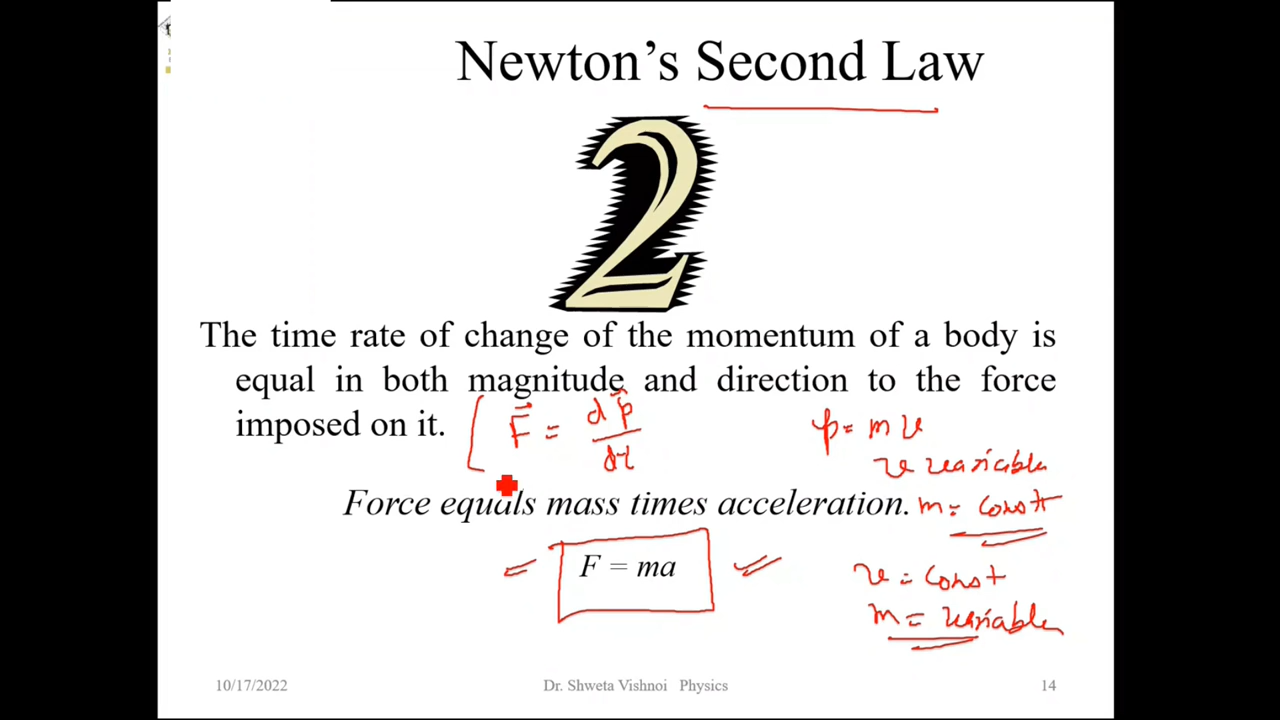 Newton's Second Law
2
The time rate of change of the momentum of a body is
equal in both magnitude and direction to the force
imposed on it.
F⃗ = dp⃗/dt
p = mv
v variable
Force equals mass times acceleration.
m = const
F = ma
v = const
m = variable
10/17/2022
Dr. Shweta Vishnoi Physics
14